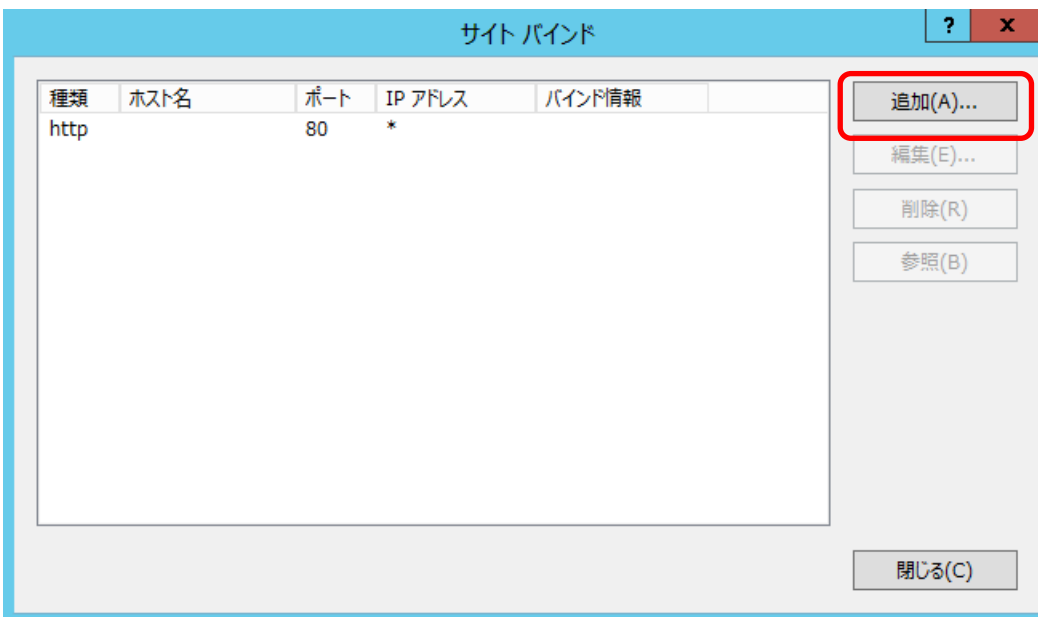 サイト バインド
? x
種類 ホスト名 ポート IP アドレス バインド情報
http 80 *
追加(A)...
編集(E)...
削除(R)
参照(B)
閉じる(C)